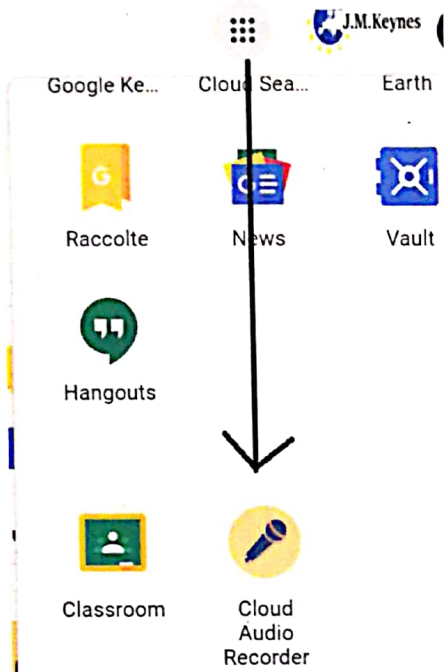 J.M.Keynes
Google Ke...
Cloud Sea...
Earth
Raccolte
News
Vault
Hangouts
Classroom
Cloud
Audio
Recorder